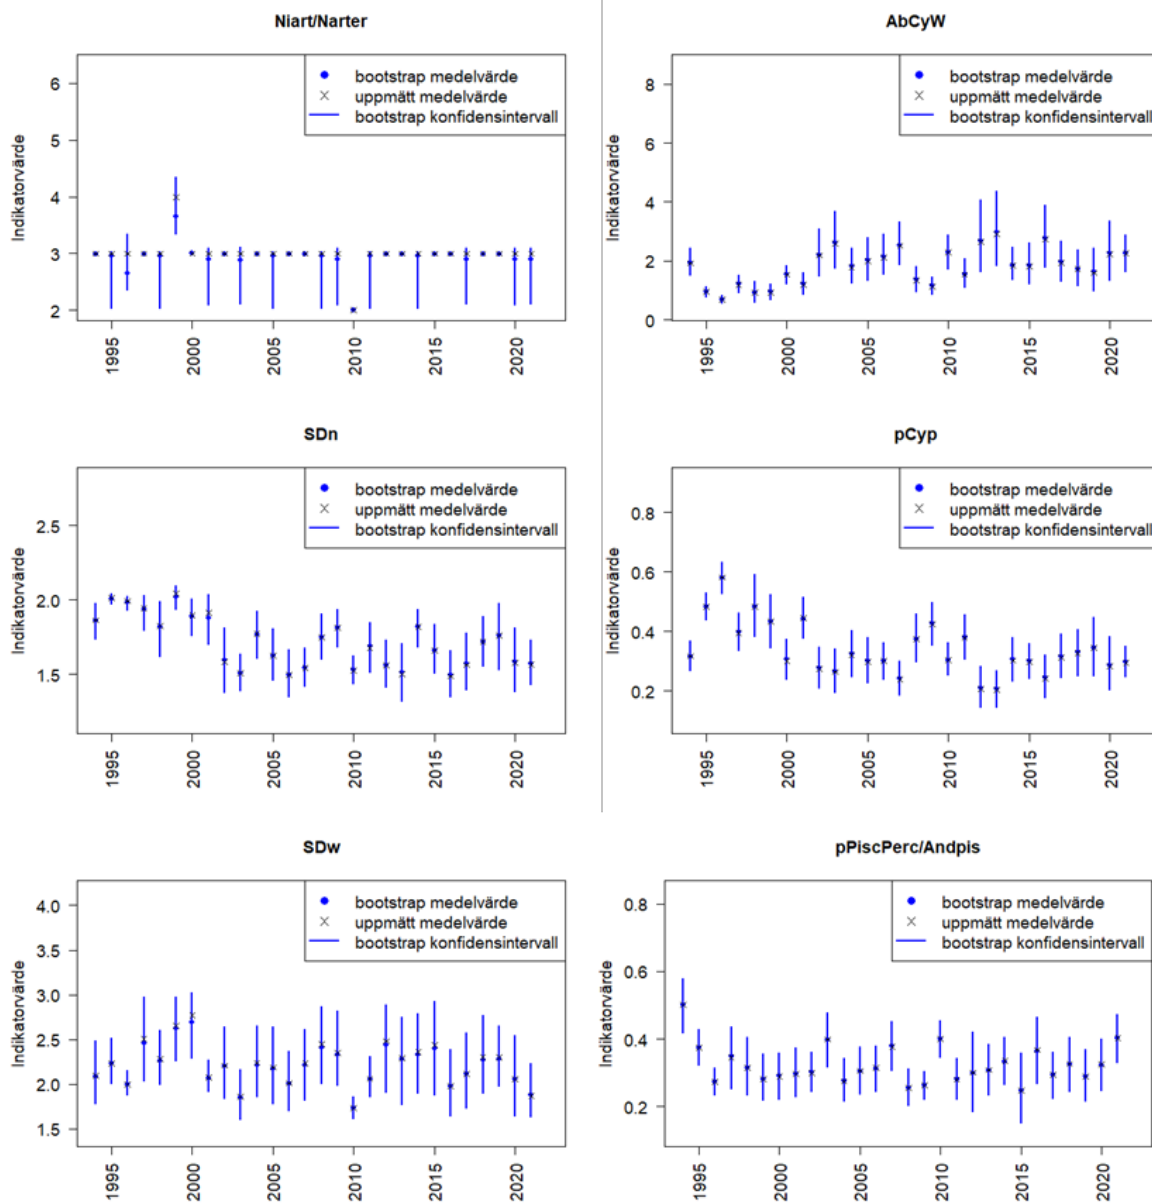 Niart/Narter
Indikatorvärde
6
5
4
3
2
bootstrap medelvärde
uppmätt medelvärde
bootstrap konfidensintervall
1995
2000
2005
2010
2015
2020
AbCyW
Indikatorvärde
8
6
4
2
0
bootstrap medelvärde
uppmätt medelvärde
bootstrap konfidensintervall
1995
2000
2005
2010
2015
2020
SDn
Indikatorvärde
2.5
2.0
1.5
bootstrap medelvärde
uppmätt medelvärde
bootstrap konfidensintervall
1995
2000
2005
2010
2015
2020
pCyp
Indikatorvärde
0.8
0.6
0.4
0.2
bootstrap medelvärde
uppmätt medelvärde
bootstrap konfidensintervall
1995
2000
2005
2010
2015
2020
SDw
Indikatorvärde
4.0
3.5
3.0
2.5
2.0
1.5
bootstrap medelvärde
uppmätt medelvärde
bootstrap konfidensintervall
1995
2000
2005
2010
2015
2020
pPiscPerc/Andpis
Indikatorvärde
0.8
0.6
0.4
0.2
bootstrap medelvärde
uppmätt medelvärde
bootstrap konfidensintervall
1995
2000
2005
2010
2015
2020